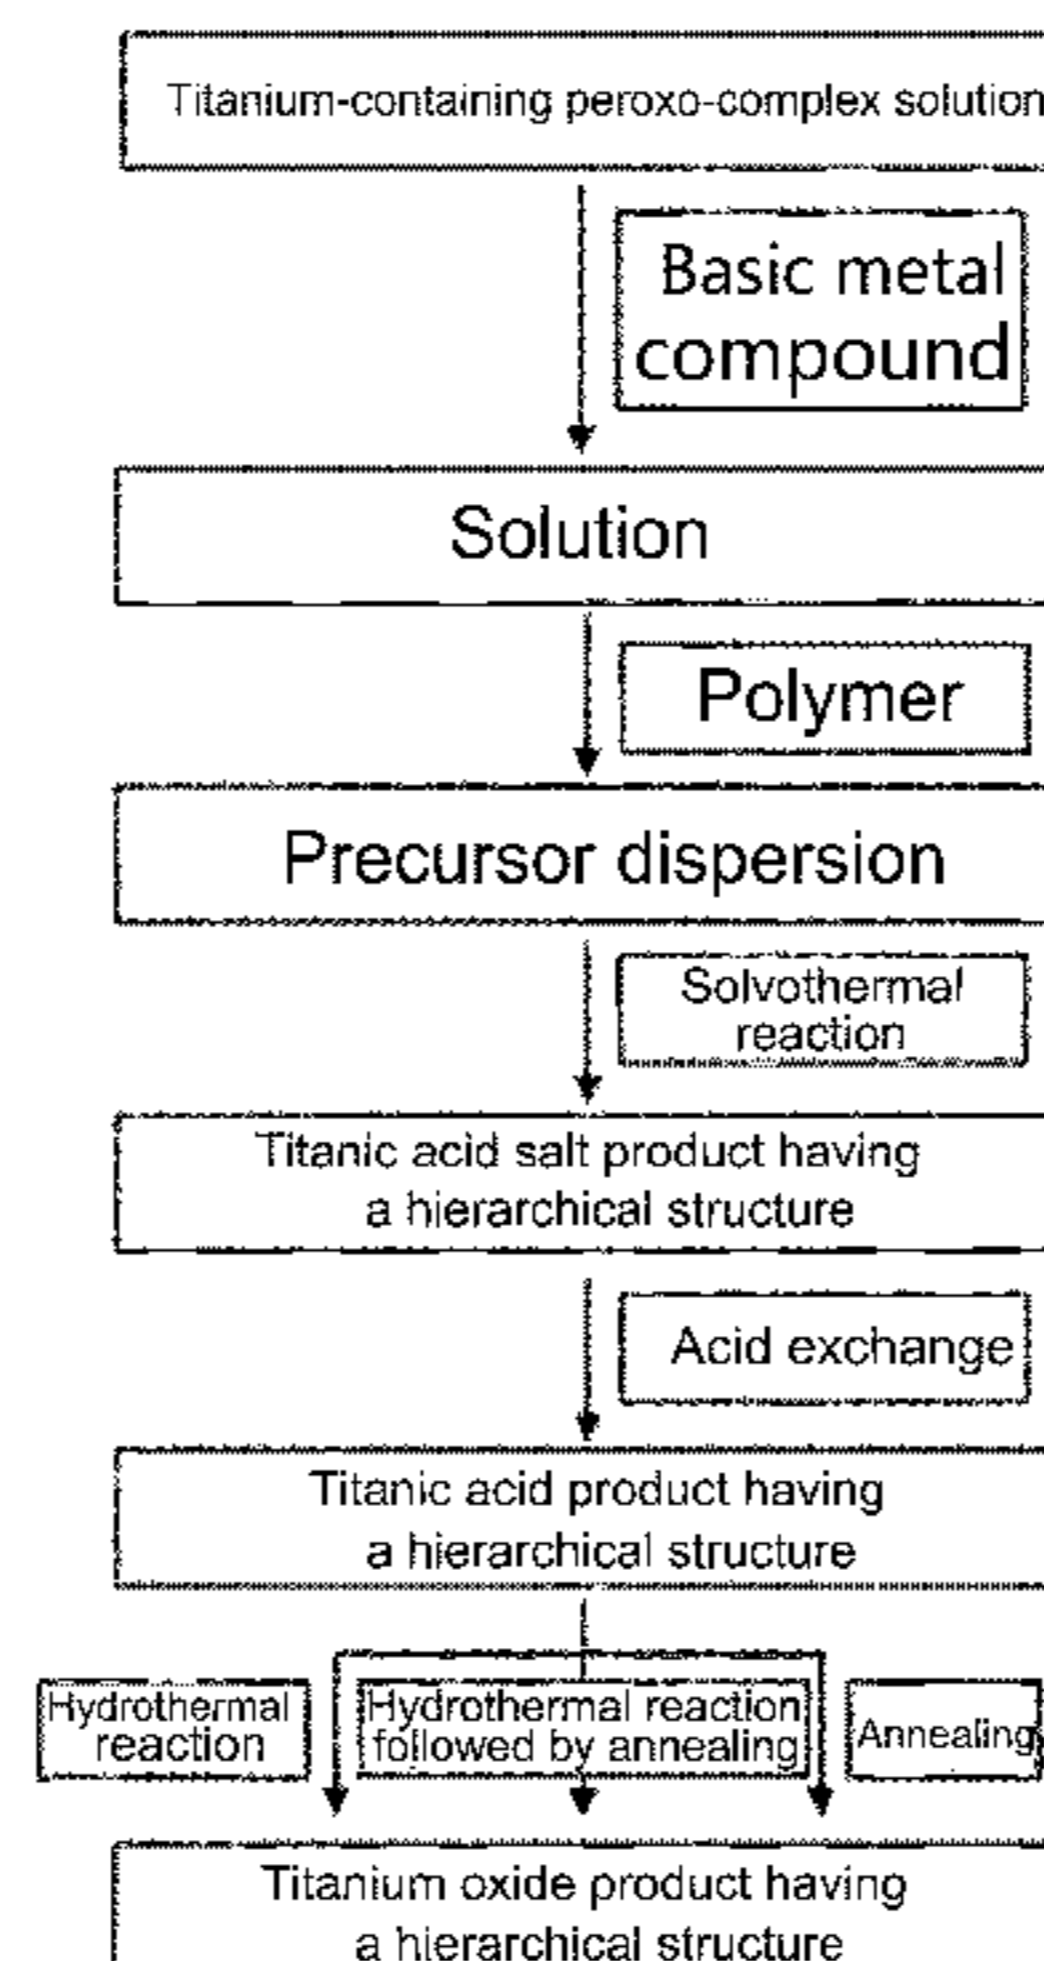 Titanium-containing peroxo-complex solution
Basic metal
compound
Solution
Polymer
Precursor dispersion
Solvothermal
reaction
Titanic acid salt product having
a hierarchical structure
Acid exchange
Titanic acid product having
a hierarchical structure
Hydrothermal
reaction
Hydrothermal reaction
followed by annealing
Annealing
Titanium oxide product having
a hierarchical structure